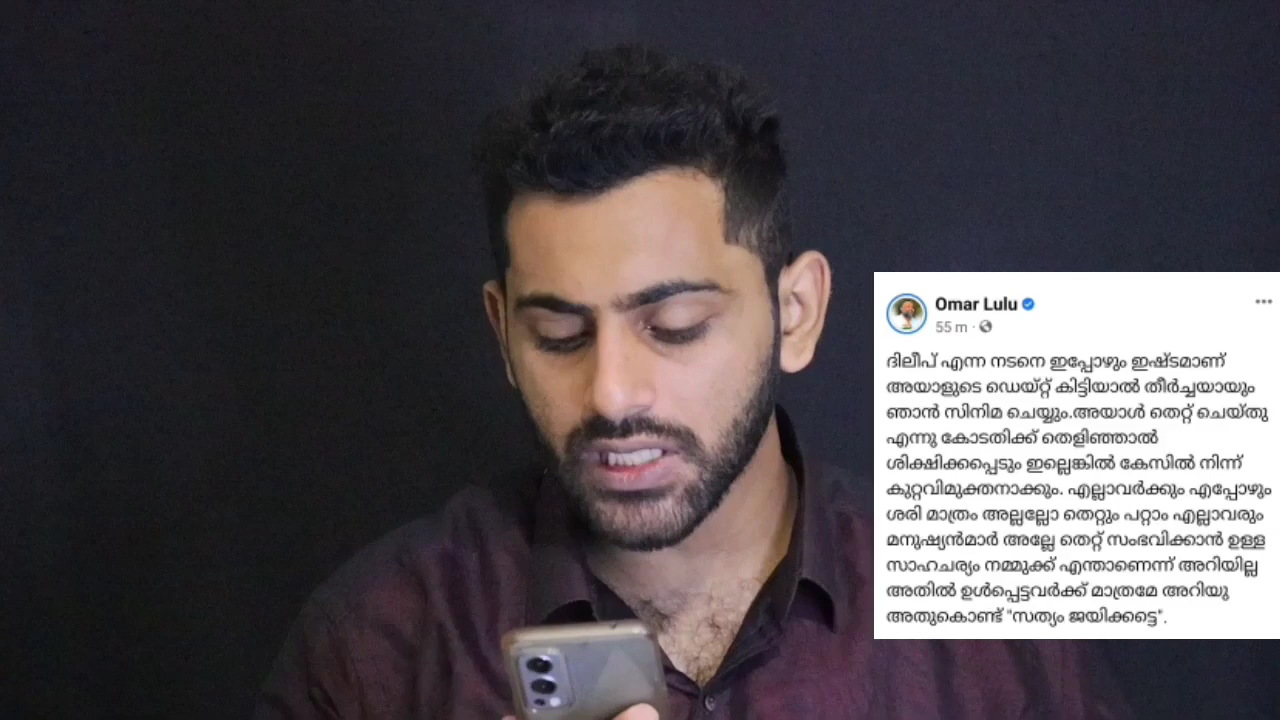 Omar Lulu
55 m
ദിലീപ് എന്ന നടനെ ഇപ്പോഴും ഇഷ്ടമാണ്
അയാളുടെ ഡെയ്റ്റ് കിട്ടിയാൽ തീർച്ചയായും
ഞാൻ സിനിമ ചെയ്യും.അയാൾ തെറ്റ് ചെയ്തു
എന്നു കോടതിക്ക് തെളിഞ്ഞാൽ
ശിക്ഷിക്കപ്പെടും ഇല്ലെങ്കിൽ കേസിൽ നിന്ന്
കുറ്റവിമുക്തനാക്കും. എല്ലാവർക്കും എപ്പോഴും
ശരി മാത്രം അല്ലല്ലോ തെറ്റും പറ്റാം എല്ലാവരും
മനുഷ്യൻമാർ അല്ലേ തെറ്റ് സംഭവിക്കാൻ ഉള്ള
സാഹചര്യം നമ്മുക്ക് എന്താണെന്ന് അറിയില്ല
അതിൽ ഉൾപ്പെട്ടവർക്ക് മാത്രമേ അറിയു
അതുകൊണ്ട് "സത്യം ജയിക്കട്ടെ".